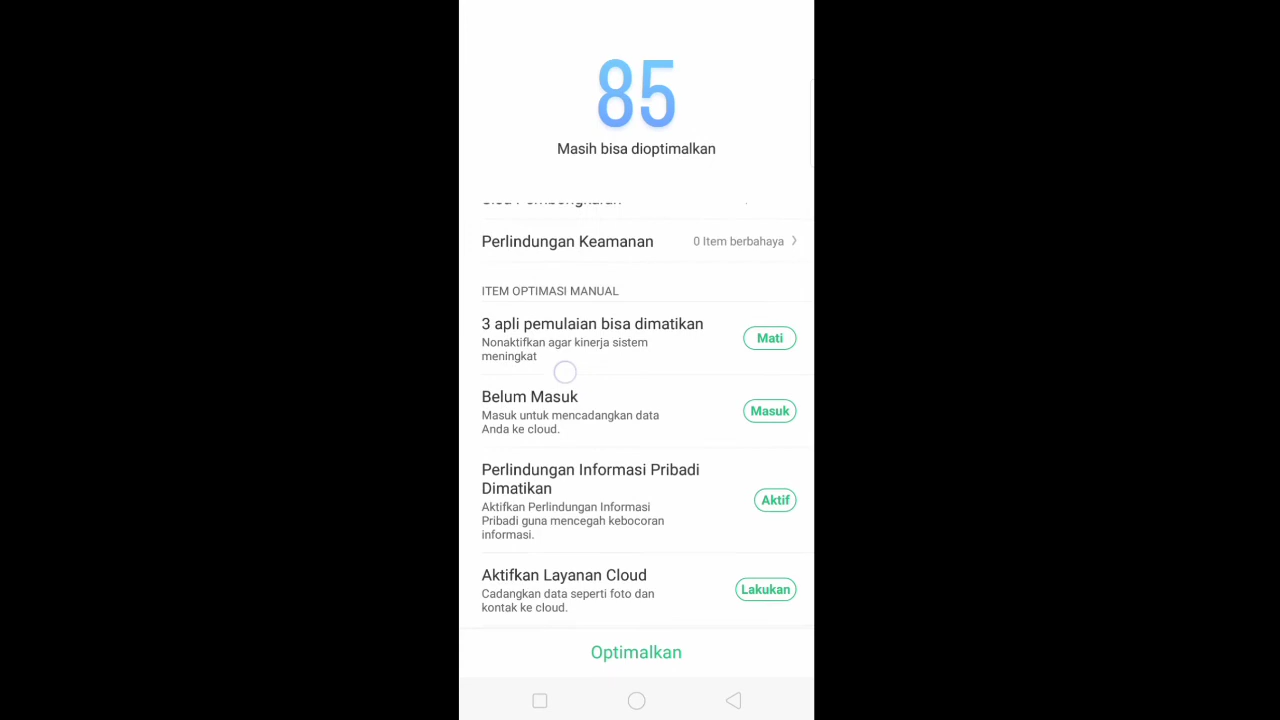 85
Masih bisa dioptimalkan
Perlindungan Keamanan
0 Item berbahaya
ITEM OPTIMASI MANUAL
3 apli pemulaian bisa dimatikan
Nonaktifkan agar kinerja sistem
meningkat
Mati
Belum Masuk
Masuk untuk mencadangkan data
Anda ke cloud.
Masuk
Perlindungan Informasi Pribadi
Dimatikan
Aktifkan Perlindungan Informasi
Pribadi guna mencegah kebocoran
informasi.
Aktif
Aktifkan Layanan Cloud
Cadangkan data seperti foto dan
kontak ke cloud.
Lakukan
Optimalkan